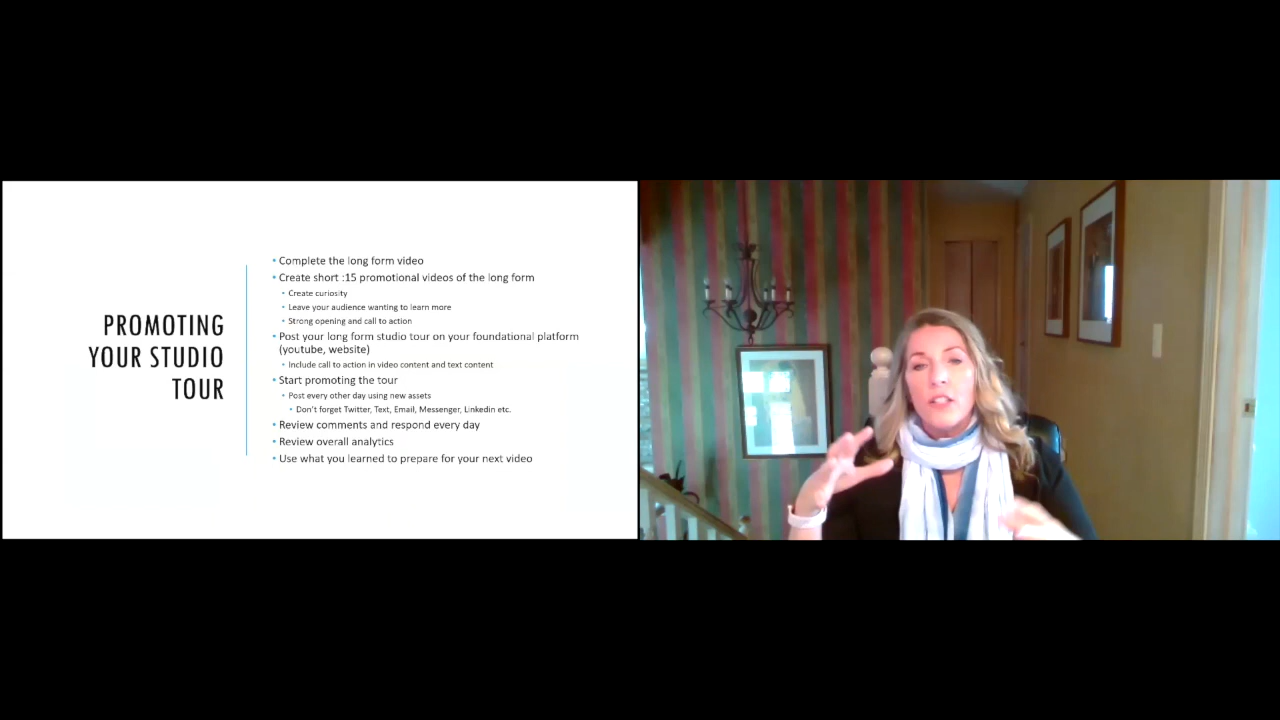 PROMOTING
YOUR STUDIO
TOUR
• Complete the long form video
• Create short :15 promotional videos of the long form
• Create curiosity
• Leave your audience wanting to learn more
• Strong opening and call to action
• Post your long form studio tour on your foundational platform
(youtube, website)
• Include call to action in video content and text content
• Start promoting the tour
• Post every other day using new assets
• Don't forget Twitter, Text, Email, Messenger, Linkedin etc.
• Review comments and respond every day
• Review overall analytics
• Use what you learned to prepare for your next video